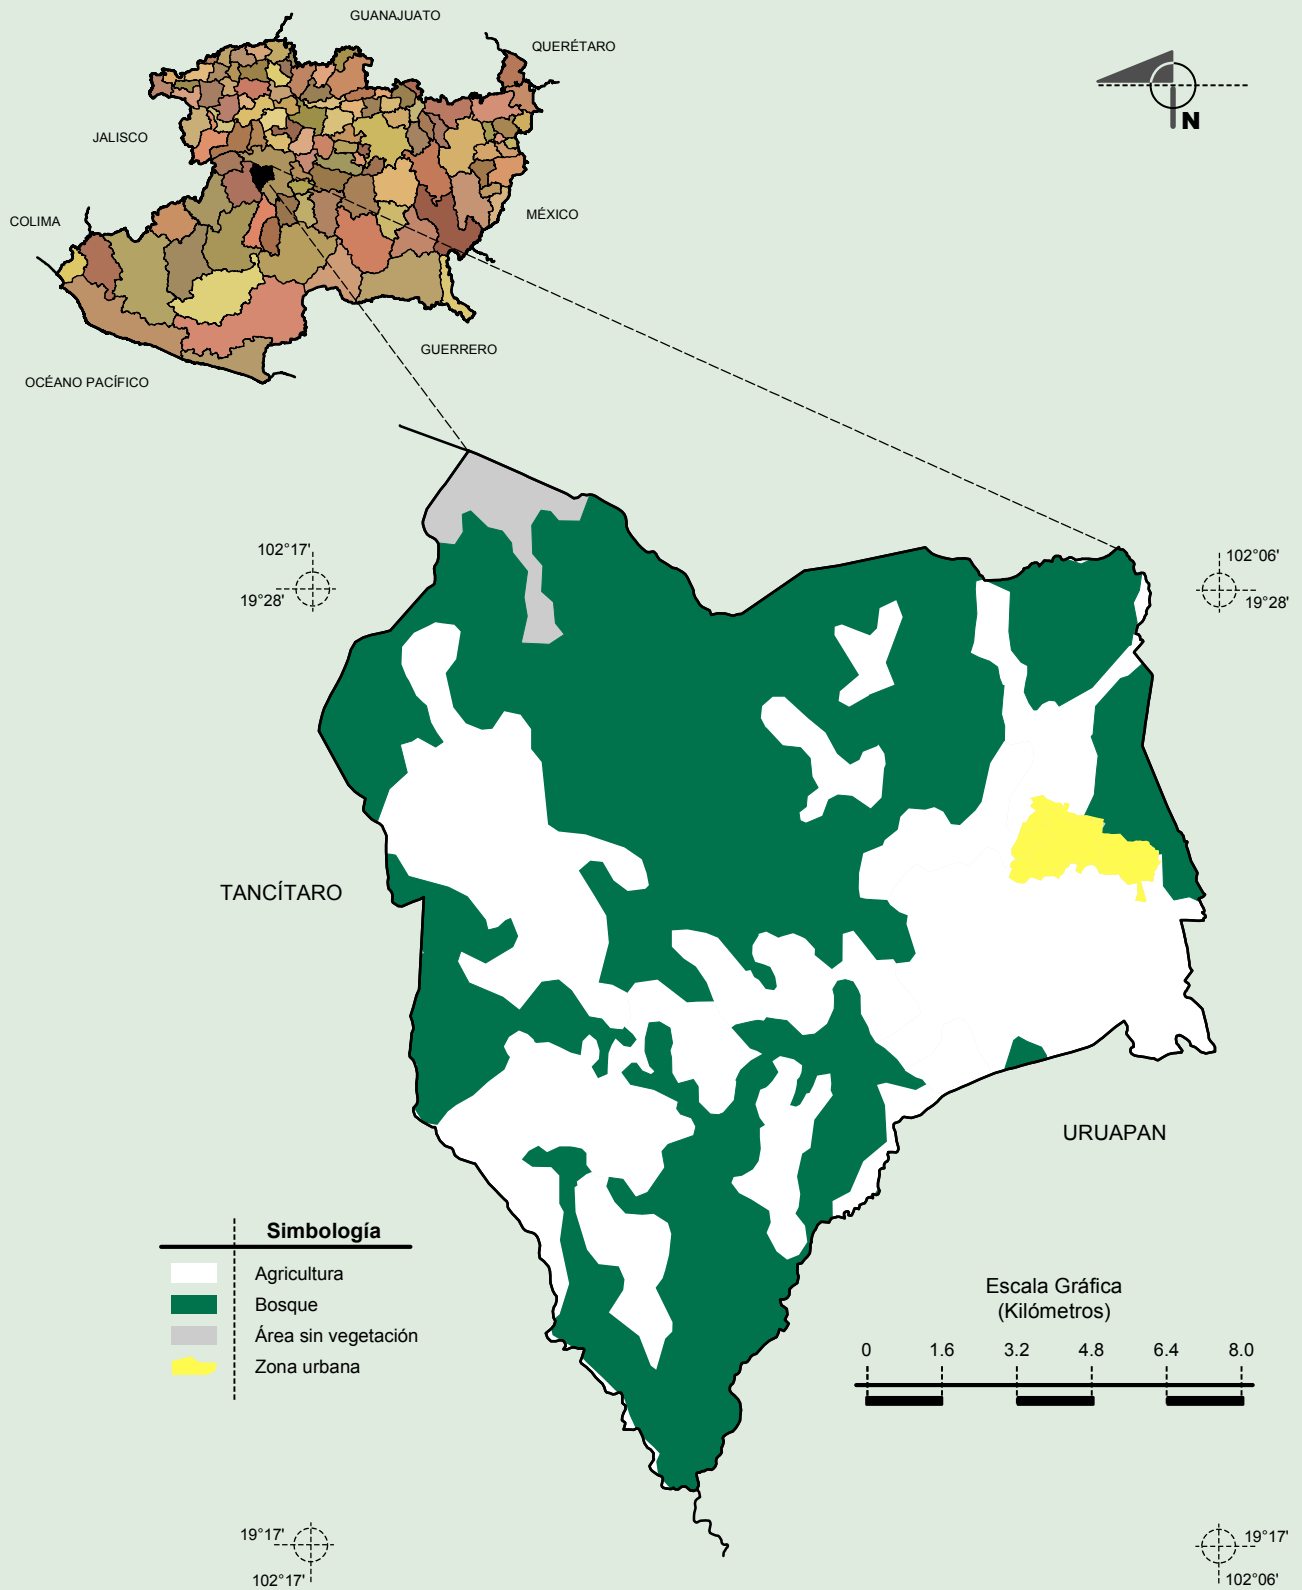 GUANAJUATO
QUERÉTARO
JALISCO
N
COLIMA
MÉXICO
GUERRERO
OCÉANO PACÍFICO
102°17'
19°28'
102°06'
19°28'
TANCÍTARO
URUAPAN
Simbología
Agricultura
Bosque
Área sin vegetación
Zona urbana
Escala Gráfica
(Kilómetros)
0 1.6 3.2 4.8 6.4 8.0
19°17'
102°17'
19°17'
102°06'